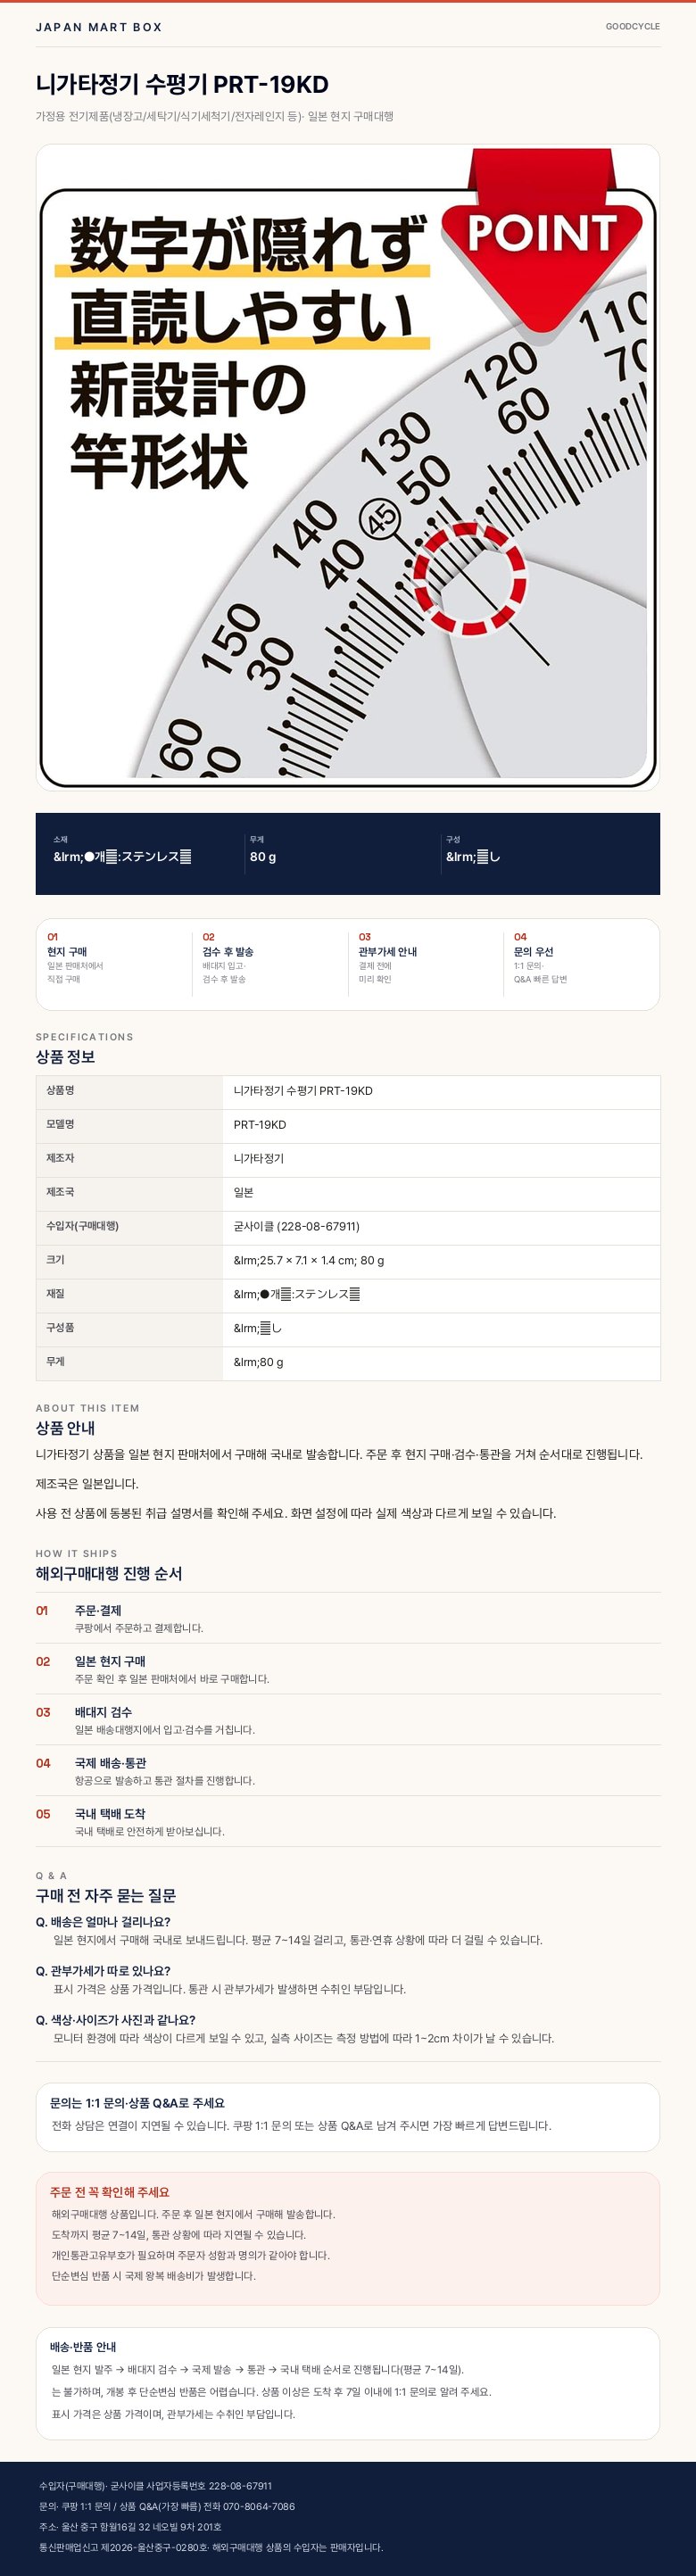 JAPAN MART BOX
GOODCYCLE
니가타정기 수평기 PRT-19KD
가정용 전기제품(냉장고/세탁기/식기세척기/전자레인지 등)· 일본 현지 구매대행
数字が隠れず
直読しやすい
新設計の
竿形状
POINT
110
70
120
60
130
50
45
140
40
150
30
60
소재
&lrm;●개䷀:ステンレス䷀
무게
80 g
구성
&lrm;䷀し
01
현지 구매
일본 판매처에서
직접 구매
02
검수 후 발송
배대지 입고·
검수 후 발송
03
관부가세 안내
결제 전에
미리 확인
04
문의 우선
1:1 문의·
Q&A 빠른 답변
SPECIFICATIONS
상품 정보
상품명 니가타정기 수평기 PRT-19KD
모델명 PRT-19KD
제조자 니가타정기
제조국 일본
수입자(구매대행) 굳사이클 (228-08-67911)
크기 &lrm;25.7 × 7.1 × 1.4 cm; 80 g
재질 &lrm;●개䷀:ステンレス䷀
구성품 &lrm;䷀し
무게 &lrm;80 g
ABOUT THIS ITEM
상품 안내
니가타정기 상품을 일본 현지 판매처에서 구매해 국내로 발송합니다. 주문 후 현지 구매·검수·통관을 거쳐 순서대로 진행됩니다.
제조국은 일본입니다.
사용 전 상품에 동봉된 취급 설명서를 확인해 주세요. 화면 설정에 따라 실제 색상과 다르게 보일 수 있습니다.
HOW IT SHIPS
해외구매대행 진행 순서
01 주문·결제
쿠팡에서 주문하고 결제합니다.
02 일본 현지 구매
주문 확인 후 일본 판매처에서 바로 구매합니다.
03 배대지 검수
일본 배송대행지에서 입고·검수를 거칩니다.
04 국제 배송·통관
항공으로 발송하고 통관 절차를 진행합니다.
05 국내 택배 도착
국내 택배로 안전하게 받아보십니다.
Q & A
구매 전 자주 묻는 질문
Q. 배송은 얼마나 걸리나요?
일본 현지에서 구매해 국내로 보내드립니다. 평균 7~14일 걸리고, 통관·연휴 상황에 따라 더 걸릴 수 있습니다.
Q. 관부가세가 따로 있나요?
표시 가격은 상품 가격입니다. 통관 시 관부가세가 발생하면 수취인 부담입니다.
Q. 색상·사이즈가 사진과 같나요?
모니터 환경에 따라 색상이 다르게 보일 수 있고, 실측 사이즈는 측정 방법에 따라 1~2cm 차이가 날 수 있습니다.
문의는 1:1 문의·상품 Q&A로 주세요
전화 상담은 연결이 지연될 수 있습니다. 쿠팡 1:1 문의 또는 상품 Q&A로 남겨 주시면 가장 빠르게 답변드립니다.
주문 전 꼭 확인해 주세요
해외구매대행 상품입니다. 주문 후 일본 현지에서 구매해 발송합니다.
도착까지 평균 7~14일, 통관 상황에 따라 지연될 수 있습니다.
개인통관고유부호가 필요하며 주문자 성함과 명의가 같아야 합니다.
단순변심 반품 시 국제 왕복 배송비가 발생합니다.
배송·반품 안내
일본 현지 발주 → 배대지 검수 → 국제 발송 → 통관 → 국내 택배 순서로 진행됩니다(평균 7~14일).
는 불가하며, 개봉 후 단순변심 반품은 어렵습니다. 상품 이상은 도착 후 7일 이내에 1:1 문의로 알려 주세요.
표시 가격은 상품 가격이며, 관부가세는 수취인 부담입니다.
수입자(구매대행)· 굳사이클 사업자등록번호 228-08-67911
문의· 쿠팡 1:1 문의 / 상품 Q&A(가장 빠름) 전화 070-8064-7086
주소· 울산 중구 함월16길 32 네오빌 9차 201호
통신판매업신고 제2026-울산중구-0280호· 해외구매대행 상품의 수입자는 판매자입니다.